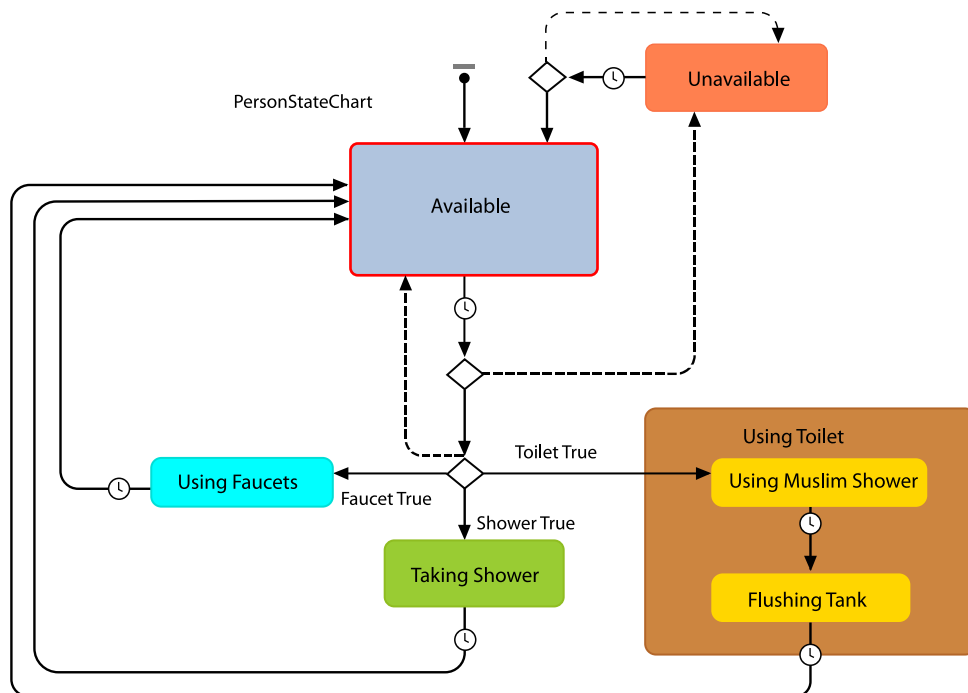 Unavailable
PersonStateChart
Available
Using Toilet
Toilet True
Using Faucets
Using Muslim Shower
Faucet True
Shower True
Taking Shower
Flushing Tank